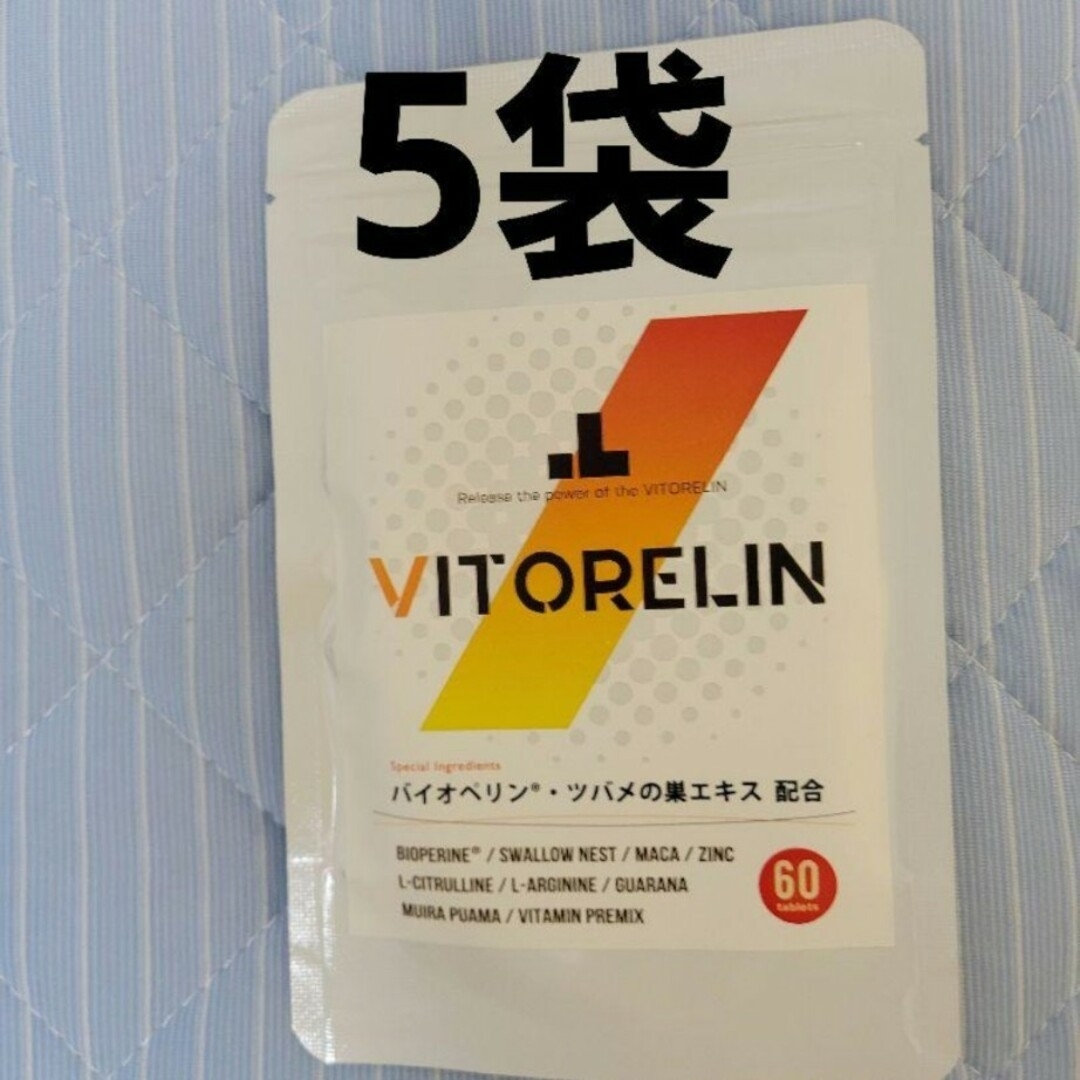 5袋
.L
Release the power of the VITORELIN
VITORELIN
Special Ingredients
バイオペリン®・ツバメの巣エキス 配合
BIOPERINE® / SWALLOW NEST / MACA / ZINC
L-CITRULLINE / L-ARGININE / GUARANA
MUIRA PUAMA / VITAMIN PREMIX
60
tablets